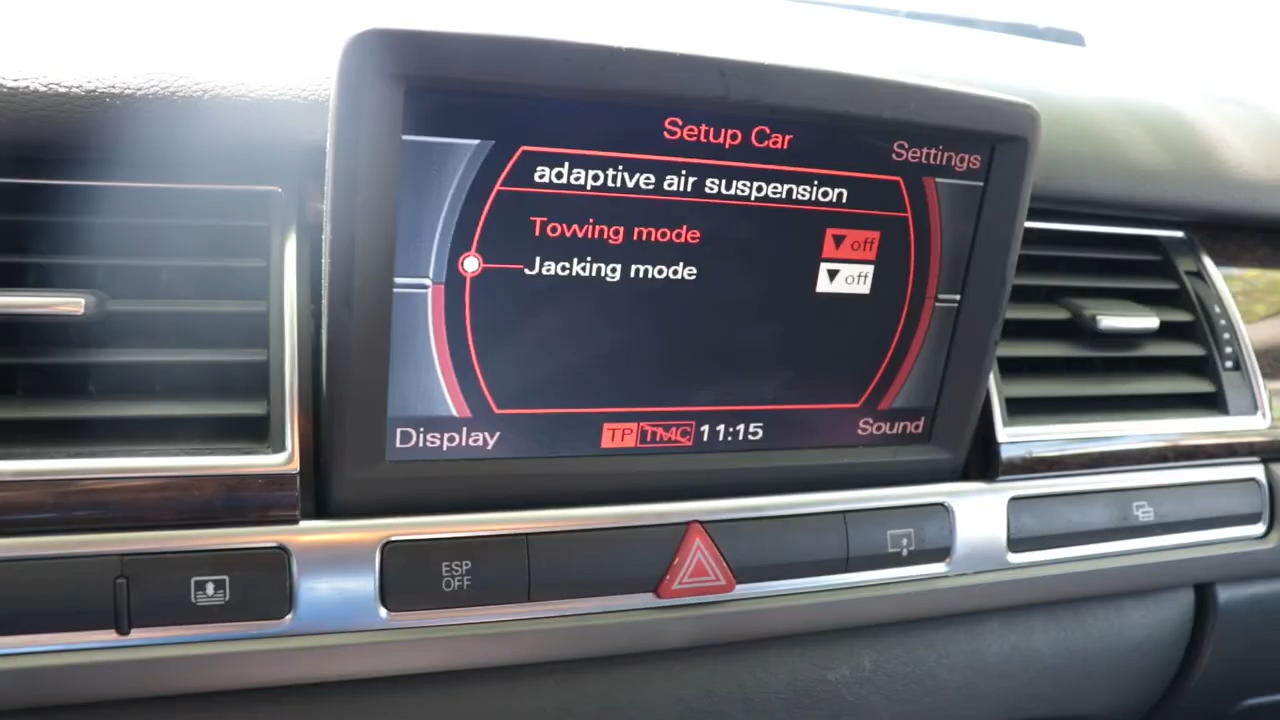 Setup Car
Settings
adaptive air suspension
Towing mode ▼off
Jacking mode ▼off
Display
TP TMC 11:15
Sound
ESP
OFF